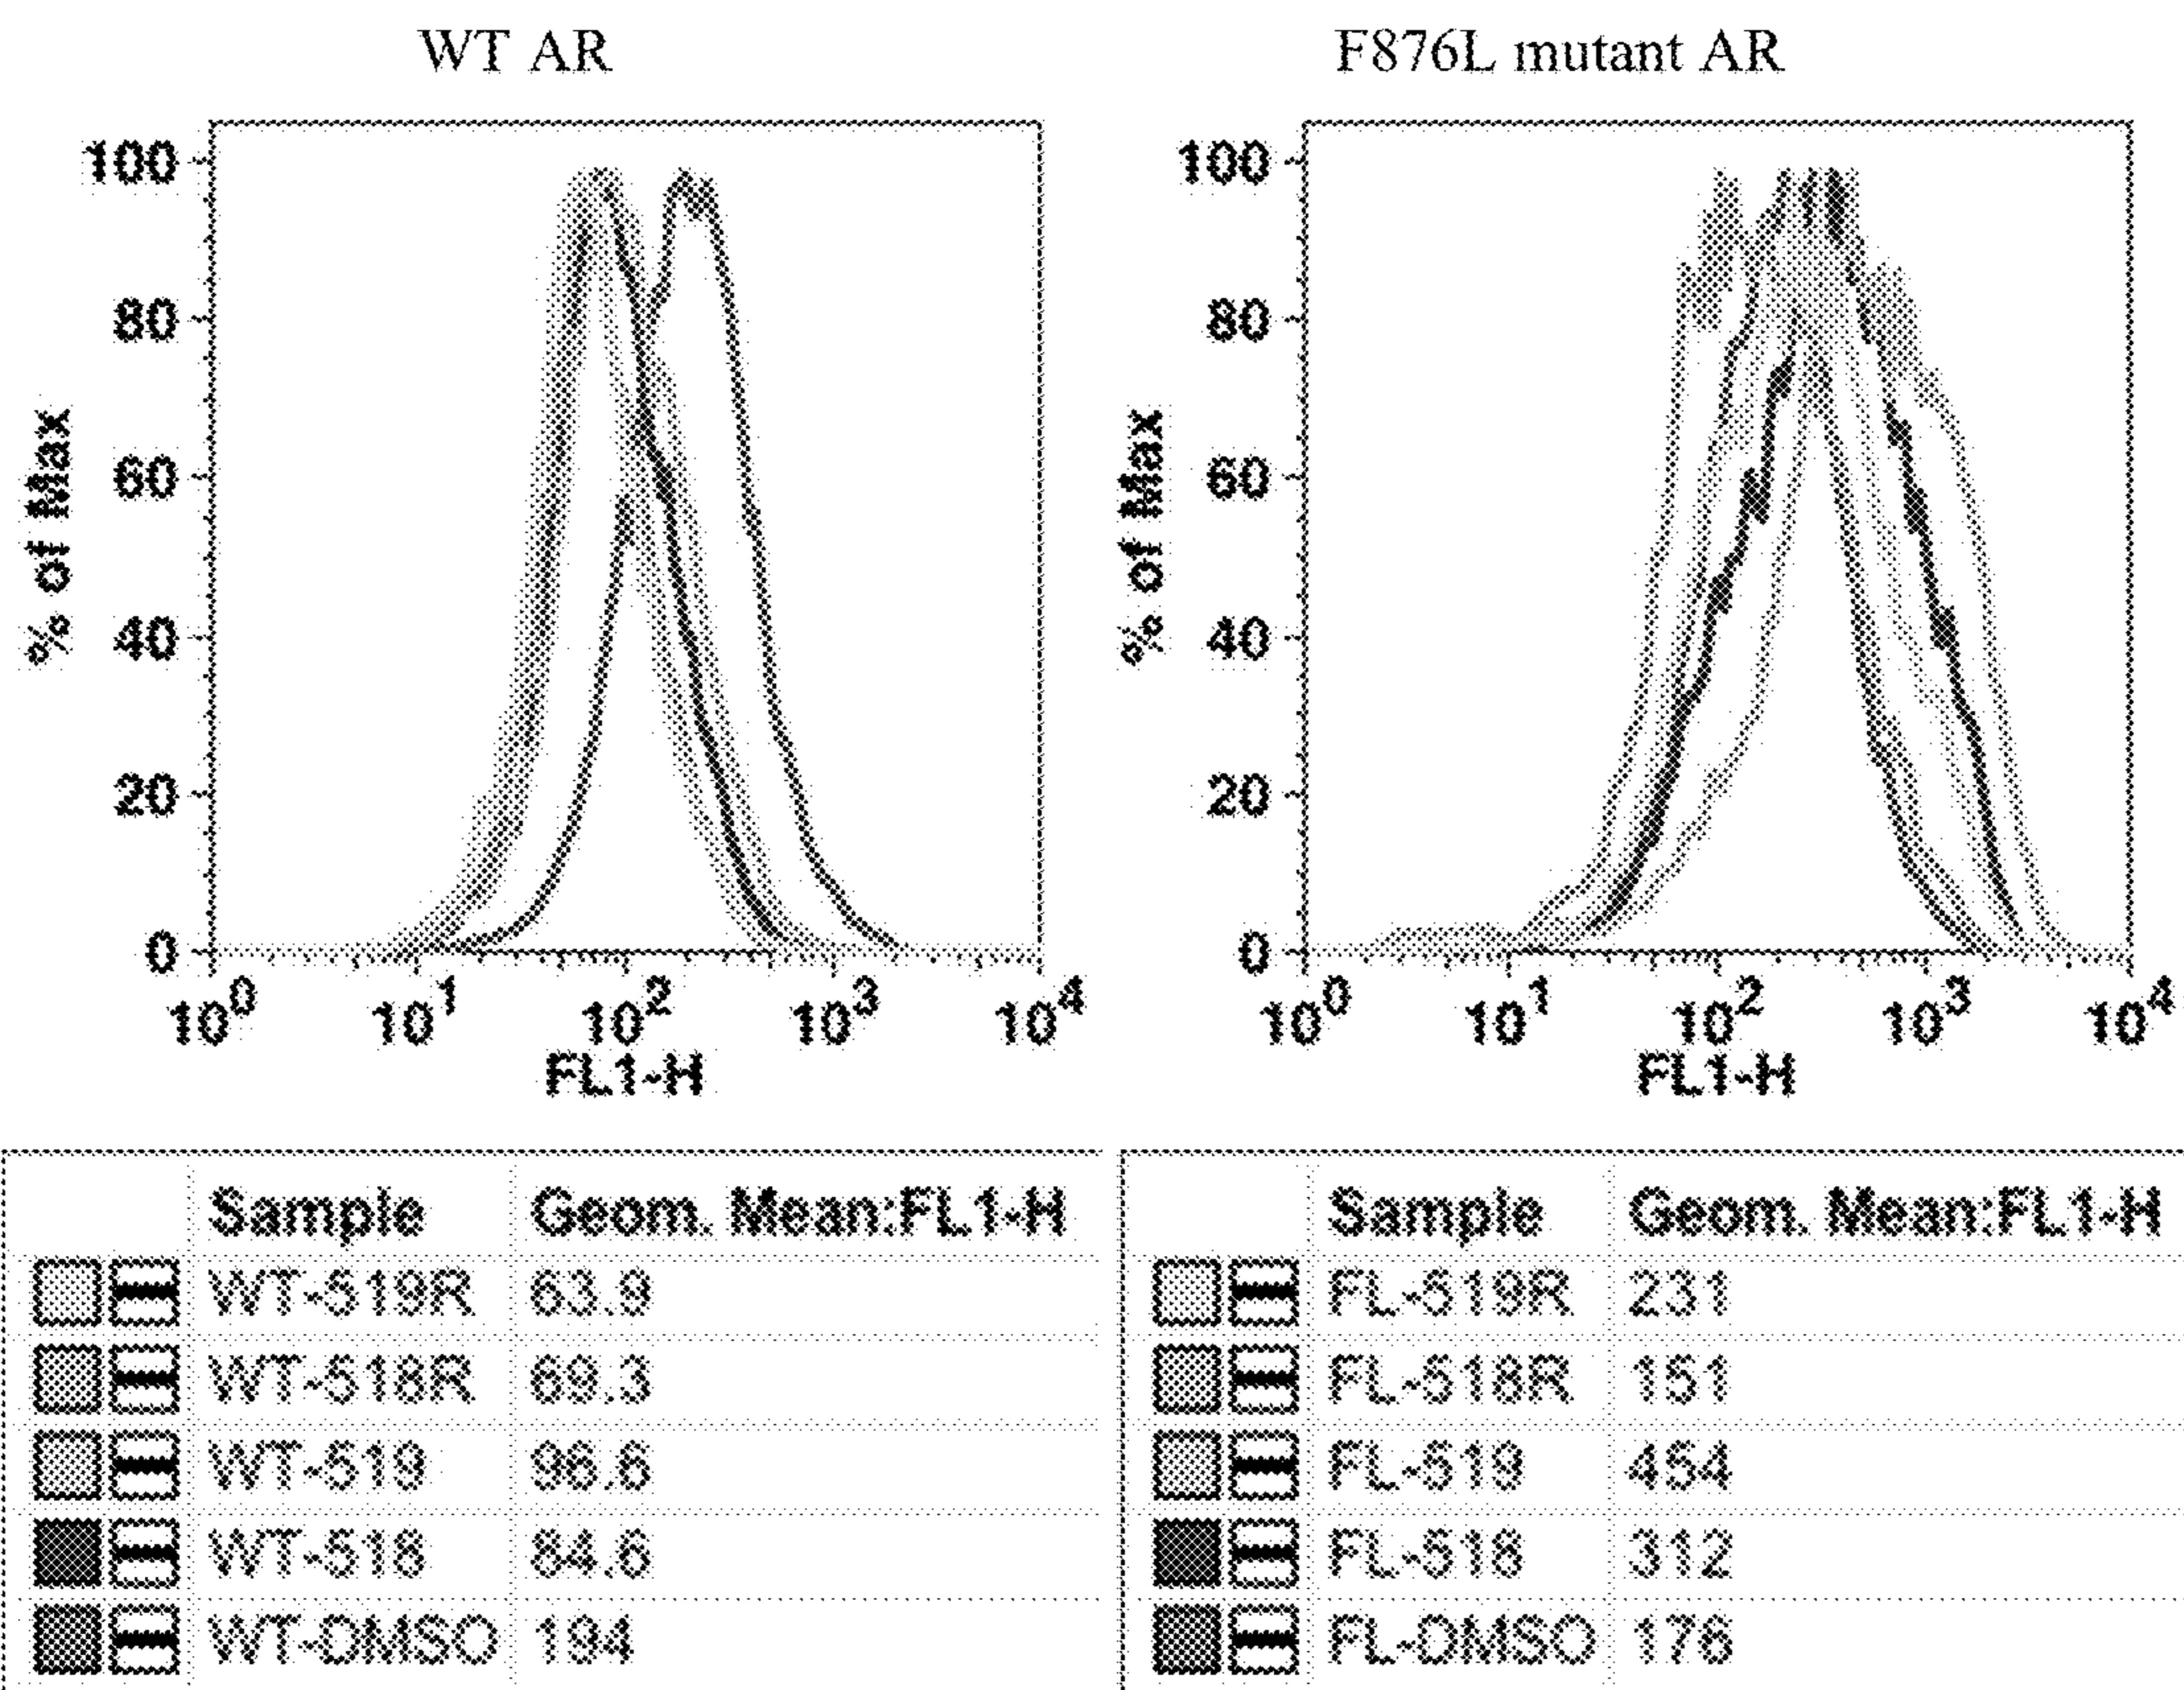 WT AR
F876L mutant AR
100
80
60
40
20
0
% of Max
10^0 10^1 10^2 10^3 10^4
FL1-H
100
80
60
40
20
0
% of Max
10^0 10^1 10^2 10^3 10^4
FL1-H
Sample Geom. Mean:FL1-H
WT-519R 63.9
WT-518R 69.3
WT-519 96.6
WT-518 84.6
WT-DMSO 194
Sample Geom. Mean:FL1-H
FL-519R 231
FL-518R 151
FL-519 454
FL-518 312
FL-DMSO 176